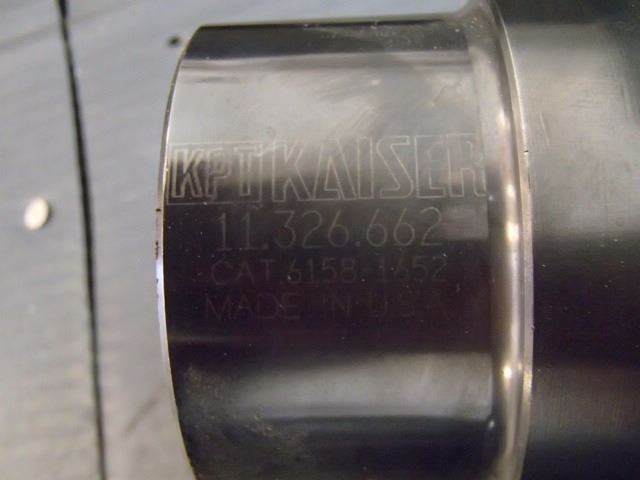 KPT KAISER
11.326.662
CAT.6158-1652
MADE IN U.S.A